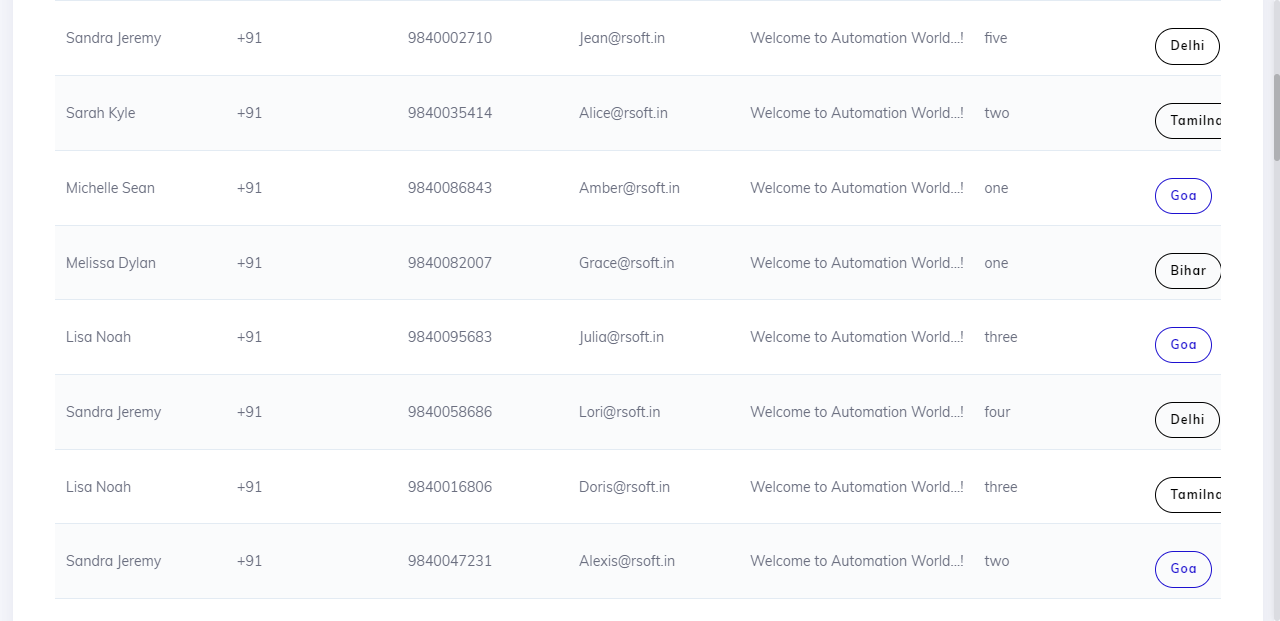 Sandra Jeremy +91 9840002710 Jean@rsoft.in Welcome to Automation World...! five Delhi
Sarah Kyle +91 9840035414 Alice@rsoft.in Welcome to Automation World...! two
Michelle Sean +91 9840086843 Amber@rsoft.in Welcome to Automation World...! one Goa
Melissa Dylan +91 9840082007 Grace@rsoft.in Welcome to Automation World...! one Bihar
Lisa Noah +91 9840095683 Julia@rsoft.in Welcome to Automation World...! three Goa
Sandra Jeremy +91 9840058686 Lori@rsoft.in Welcome to Automation World...! four Delhi
Lisa Noah +91 9840016806 Doris@rsoft.in Welcome to Automation World...! three
Sandra Jeremy +91 9840047231 Alexis@rsoft.in Welcome to Automation World...! two Goa